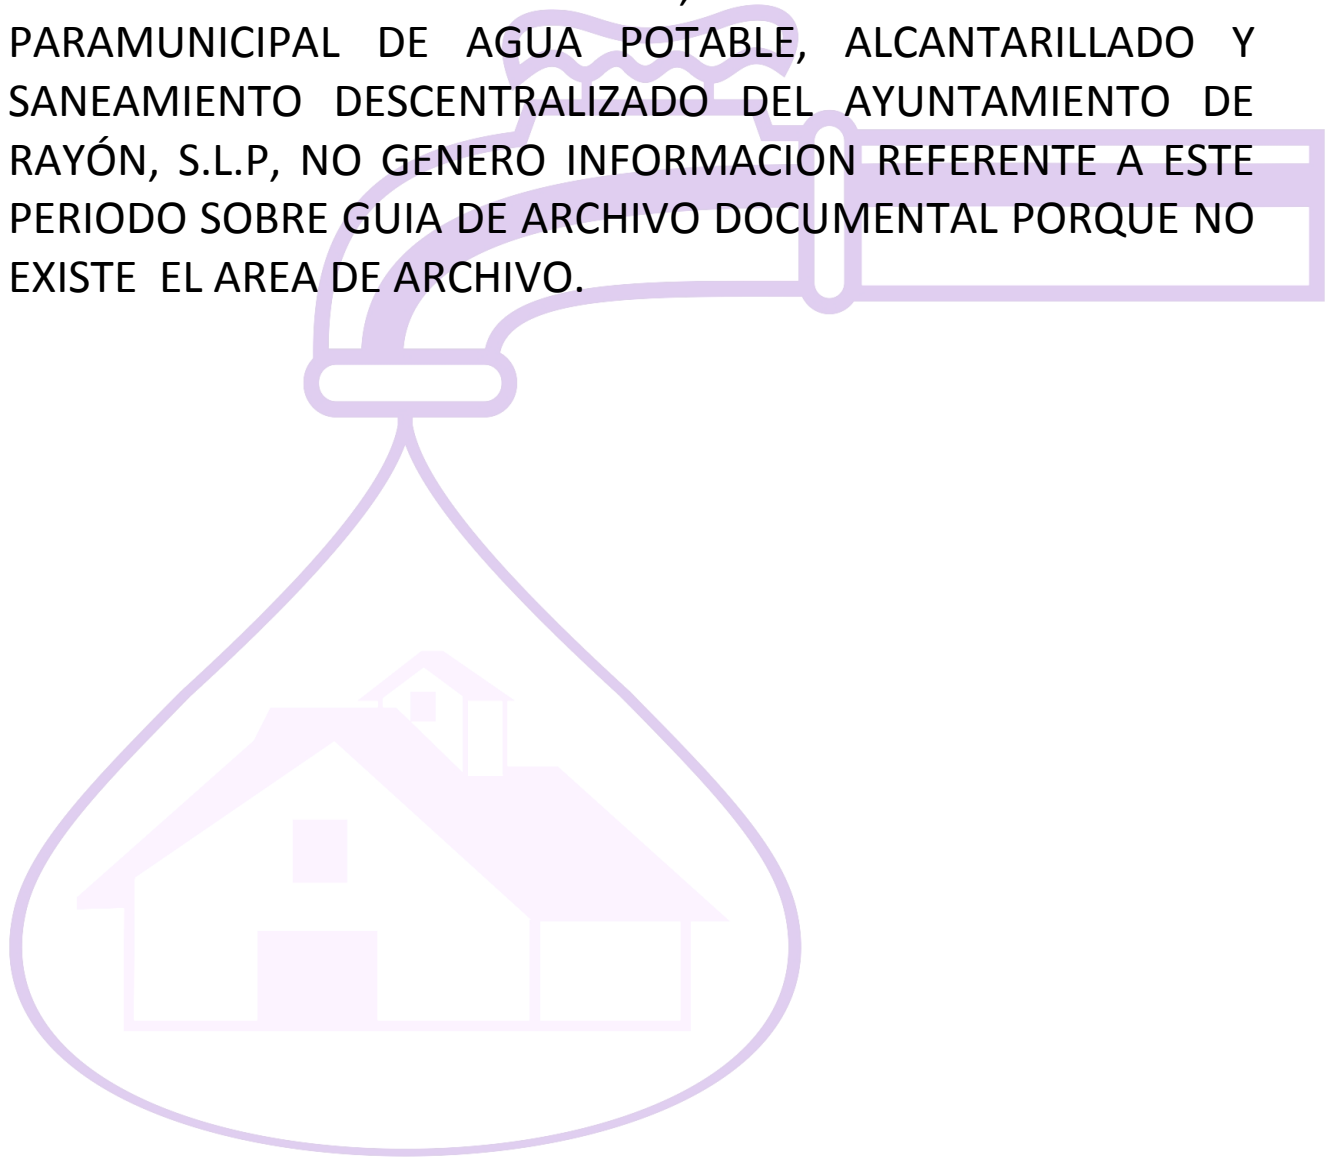 PARAMUNICIPAL DE AGUA POTABLE, ALCANTARILLADO Y
SANEAMIENTO DESCENTRALIZADO DEL AYUNTAMIENTO DE
RAYÓN, S.L.P, NO GENERO INFORMACION REFERENTE A ESTE
PERIODO SOBRE GUIA DE ARCHIVO DOCUMENTAL PORQUE NO
EXISTE EL AREA DE ARCHIVO.